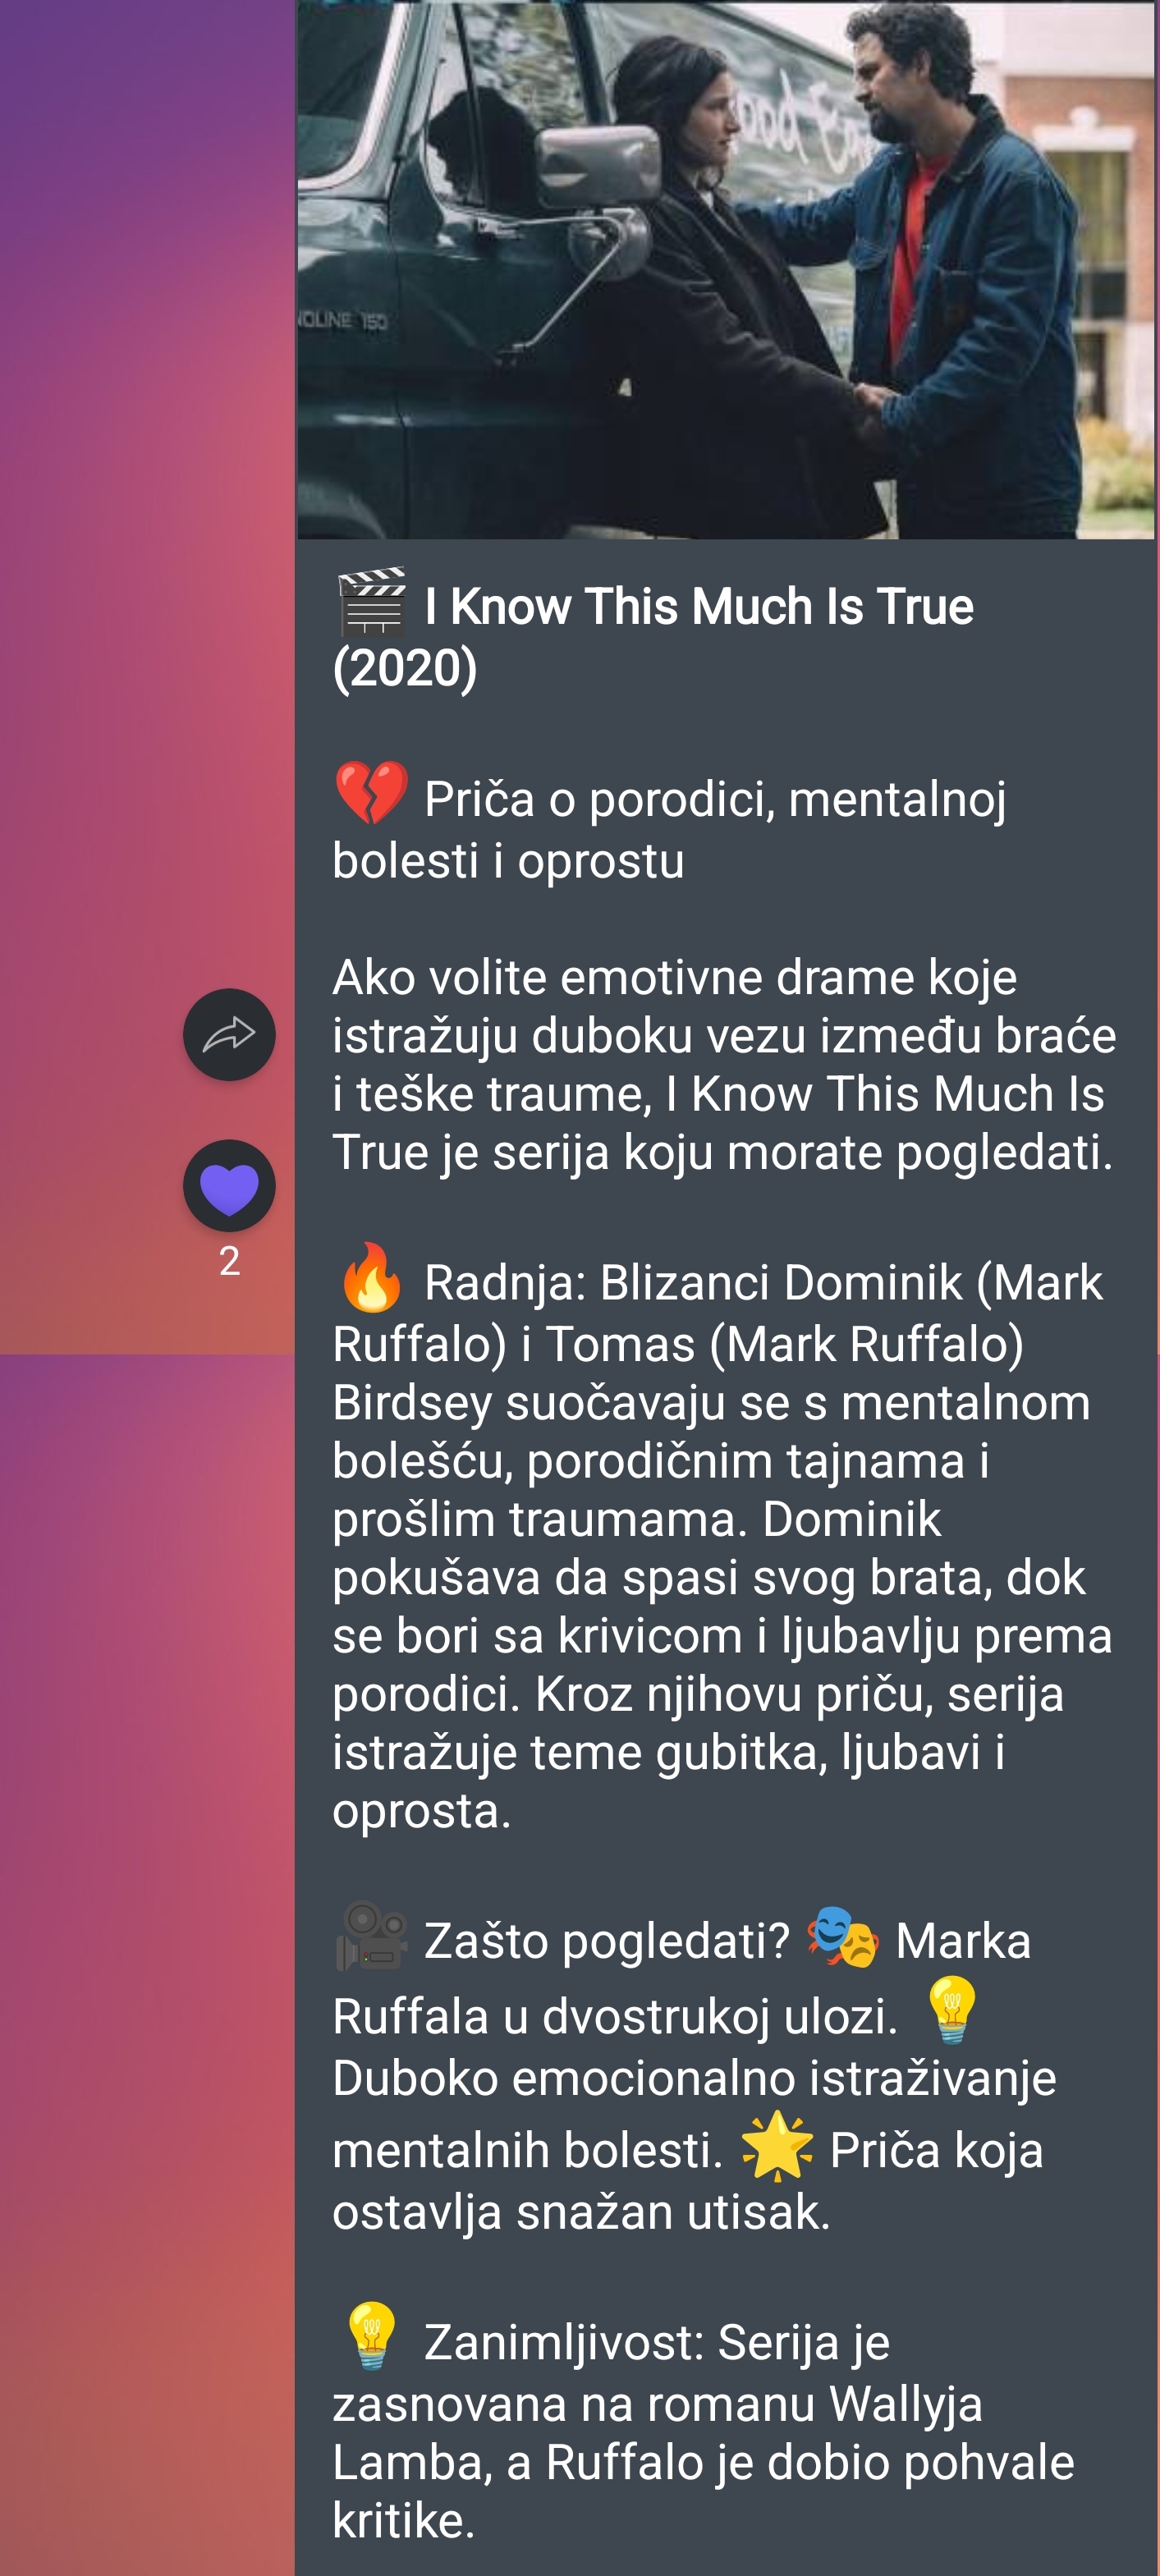 NOLINE 150
🎬 I Know This Much Is True
(2020)
💔 Priča o porodici, mentalnoj
bolesti i oprostu
Ako volite emotivne drame koje
istražuju duboku vezu između braće
i teške traume, I Know This Much Is
True je serija koju morate pogledati.
🔥 Radnja: Blizanci Dominik (Mark
Ruffalo) i Tomas (Mark Ruffalo)
Birdsey suočavaju se s mentalnom
bolešću, porodičnim tajnama i
prošlim traumama. Dominik
pokušava da spasi svog brata, dok
se bori sa krivicom i ljubavlju prema
porodici. Kroz njihovu priču, serija
istražuje teme gubitka, ljubavi i
oprosta.
🎥 Zašto pogledati? 🎭 Marka
Ruffala u dvostrukoj ulozi. 💡
Duboko emocionalno istraživanje
mentalnih bolesti. 🌟 Priča koja
ostavlja snažan utisak.
💡 Zanimljivost: Serija je
zasnovana na romanu Wallyja
Lamba, a Ruffalo je dobio pohvale
kritike.
2